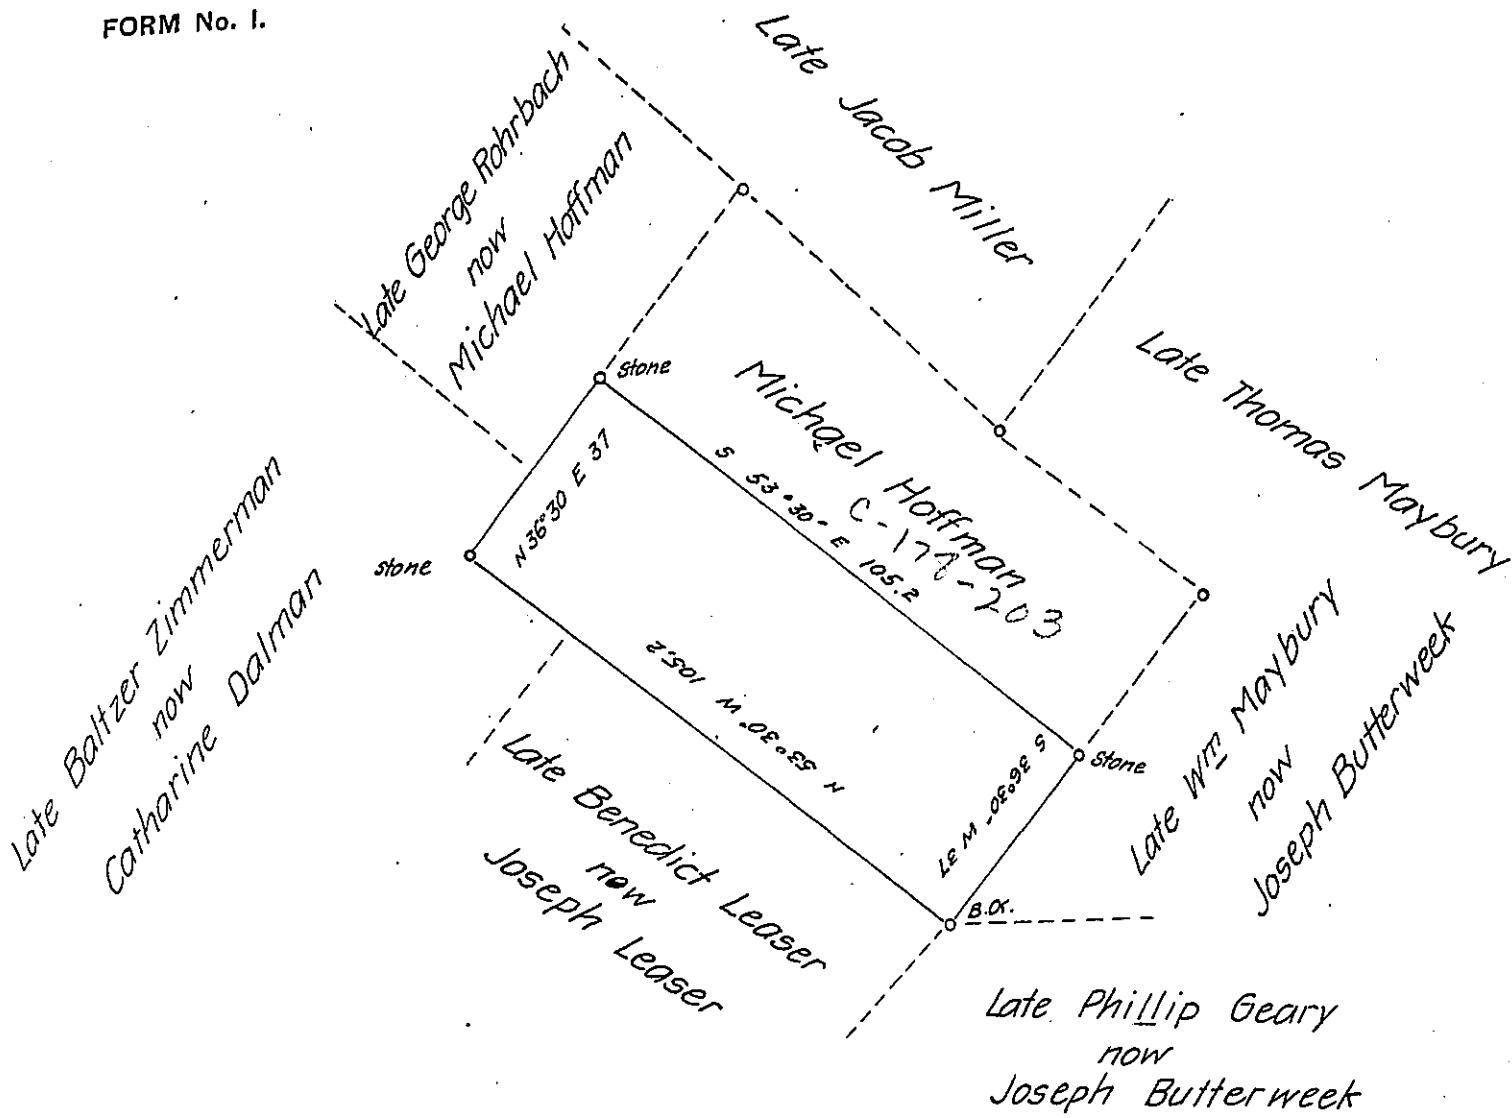 FORM No. I.
Late Jacob Miller
Late George Rohrbach
now
Michael Hoffman
Late Thomas Maybury
stone
Michael Hoffman
C-178-203
S 53°30' E 105.2
N 36°30 E 37
stone
Late Baltzer Zimmerman
now
Catharine Dalman
N 53°30' W 105.2
S 36°30' W 37
stone
Late Wm Maybury
now
Joseph Butterweek
Late Benedict Leaser
now
Joseph Leaser
B.O.
Late Phillip Geary
now
Joseph Butterweek